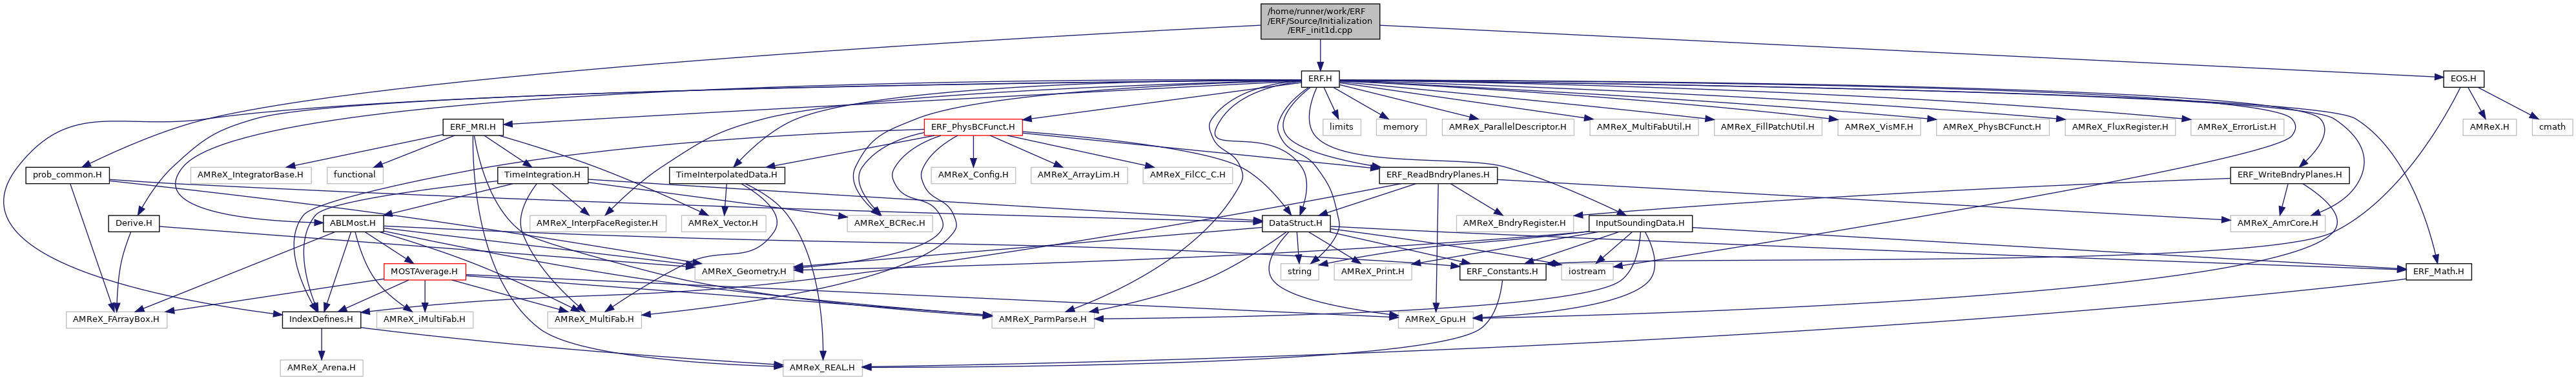 /home/runner/work/ERF
/ERF/Source/Initialization
/ERF_init1d.cpp
ERF.H
EOS.H
ERF_MRI.H
ERF_PhysBCFunct.H
limits
memory
AMReX_ParallelDescriptor.H
AMReX_MultiFabUtil.H
AMReX_FillPatchUtil.H
AMReX_VisMF.H
AMReX_PhysBCFunct.H
AMReX_FluxRegister.H
AMReX_ErrorList.H
AMReX.H
cmath
prob_common.H
AMReX_IntegratorBase.H
functional
TimeIntegration.H
TimeInterpolatedData.H
AMReX_Config.H
AMReX_ArrayLim.H
AMReX_FilCC_C.H
ERF_ReadBndryPlanes.H
ERF_WriteBndryPlanes.H
Derive.H
ABLMost.H
AMReX_InterpFaceRegister.H
AMReX_Vector.H
AMReX_BCRec.H
AMReX_BndryRegister.H
DataStruct.H
InputSoundingData.H
AMReX_AmrCore.H
MOSTAverage.H
AMReX_Geometry.H
string
AMReX_Print.H
ERF_Constants.H
iostream
ERF_Math.H
AMReX_FArrayBox.H
IndexDefines.H
AMReX_iMultiFab.H
AMReX_MultiFab.H
AMReX_ParmParse.H
AMReX_Gpu.H
AMReX_Arena.H
AMReX_REAL.H